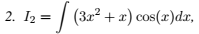 2. I₂ = ∫ (3x² + x) cos(x)dx,